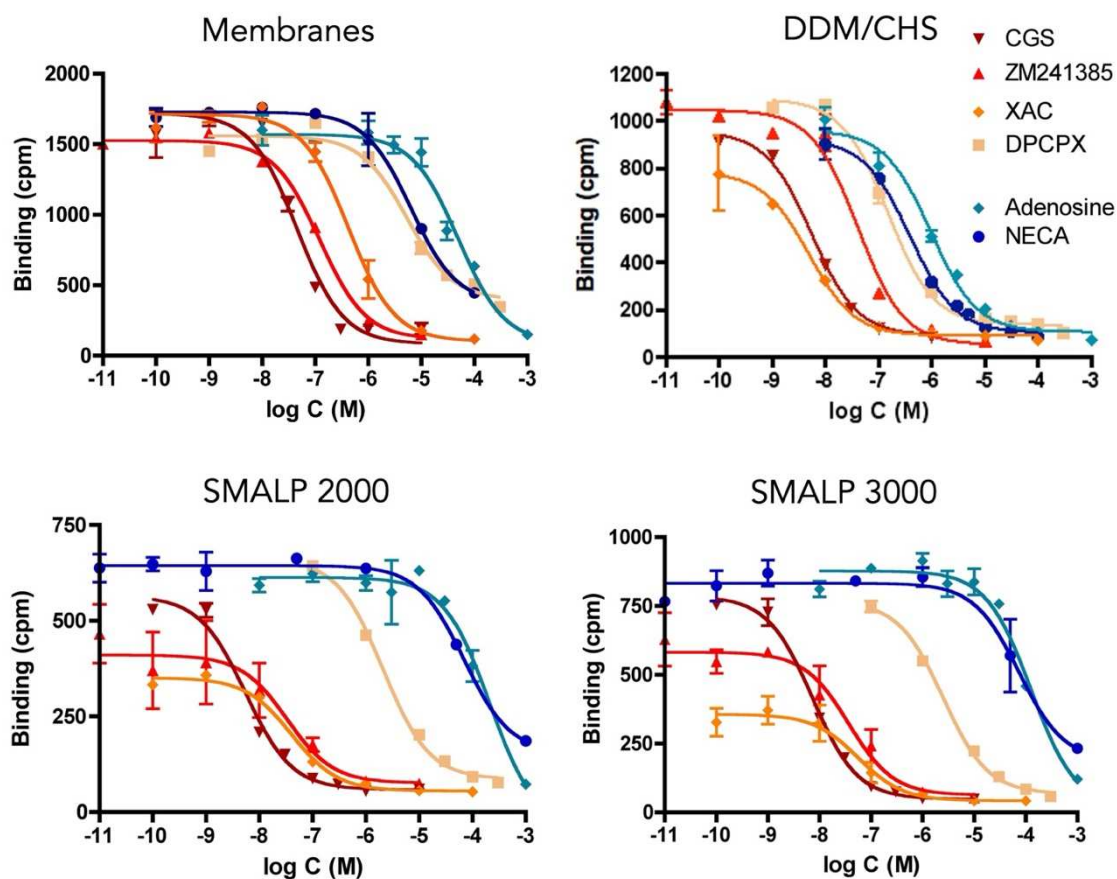 Membranes
2000
1500
1000
500
0
Binding (cpm)
-11 -10 -9 -8 -7 -6 -5 -4 -3
log C (M)
DDM/CHS
1200
1000
800
600
400
200
0
Binding (cpm)
-11 -10 -9 -8 -7 -6 -5 -4 -3
log C (M)
CGS
ZM241385
XAC
DPCPX
Adenosine
NECA
SMALP 2000
750
500
250
0
Binding (cpm)
-11 -10 -9 -8 -7 -6 -5 -4 -3
log C (M)
SMALP 3000
1000
750
500
250
0
Binding (cpm)
-11 -10 -9 -8 -7 -6 -5 -4 -3
log C (M)